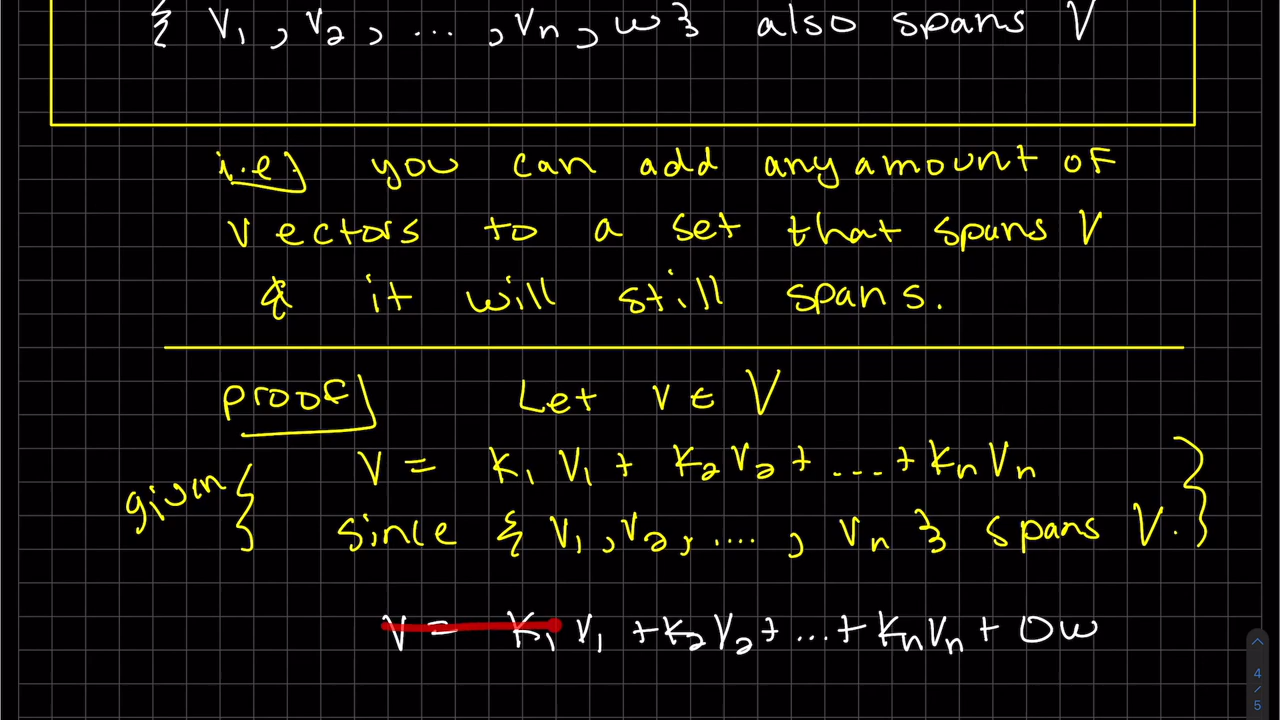 { v₁, v₂, ..., vₙ, w } also spans V
i.e] you can add any amount of
vectors to a set that spans V
& it will still spans.
proof] Let v ∈ V
v = k₁ v₁ + k₂ v₂ + ... + kₙ vₙ
given { since { v₁, v₂, ...., vₙ } spans V. }
v = k₁ v₁ + k₂ v₂ + ... + kₙ vₙ + 0w
4
/
5